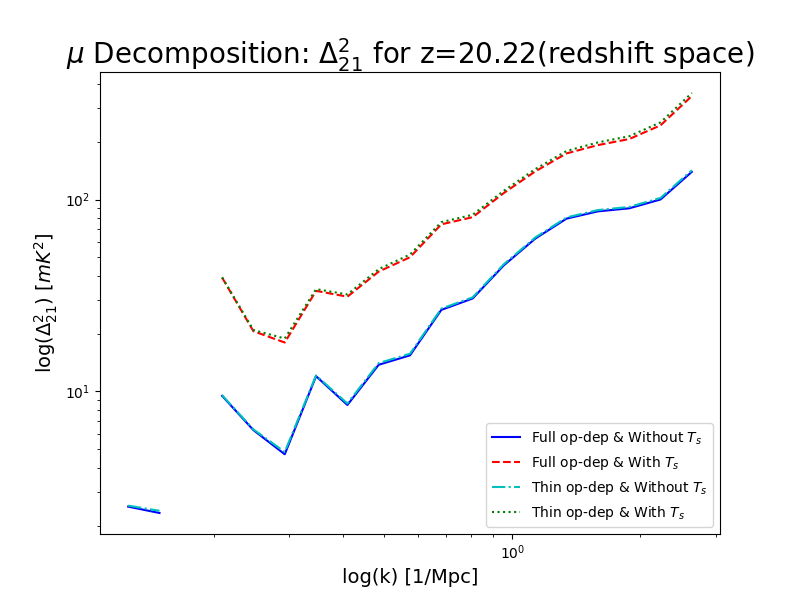 μ Decomposition: Δ²₂₁ for z=20.22(redshift space)
log(Δ²₂₁) [mK²]
10²
10¹
Full op-dep & Without Tₛ
Full op-dep & With Tₛ
Thin op-dep & Without Tₛ
Thin op-dep & With Tₛ
10⁰
log(k) [1/Mpc]